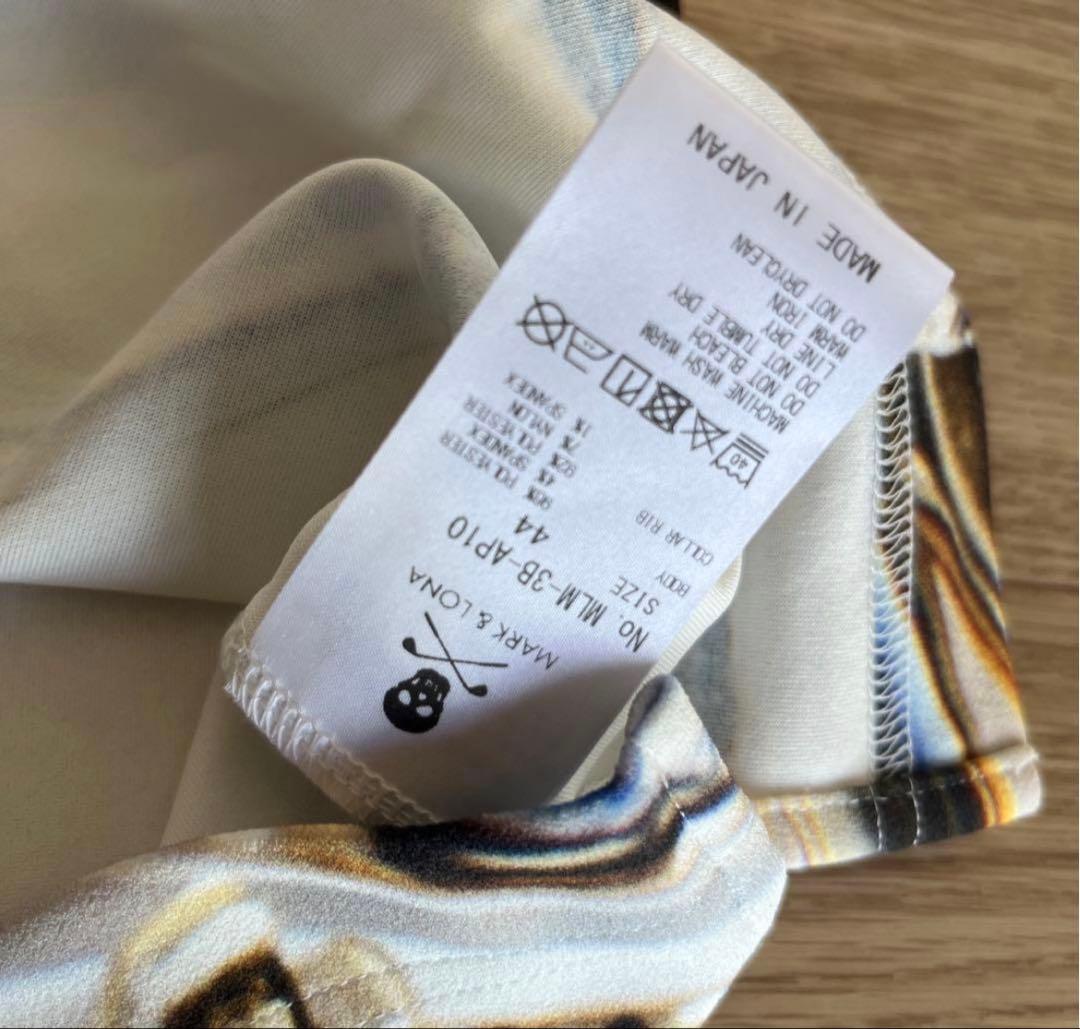 MARK & LONA
No. MLM-3B-AP10
SIZE 44
BODY 96% POLYESTER
4% SPANDEX
COLLAR RIB 92% POLYESTER
7% NYLON
1% SPANDEX
40
MACHINE WASH WARM
DO NOT BLEACH
DO NOT TUMBLE DRY
LINE DRY
WARM IRON
DO NOT DRYCLEAN
MADE IN JAPAN